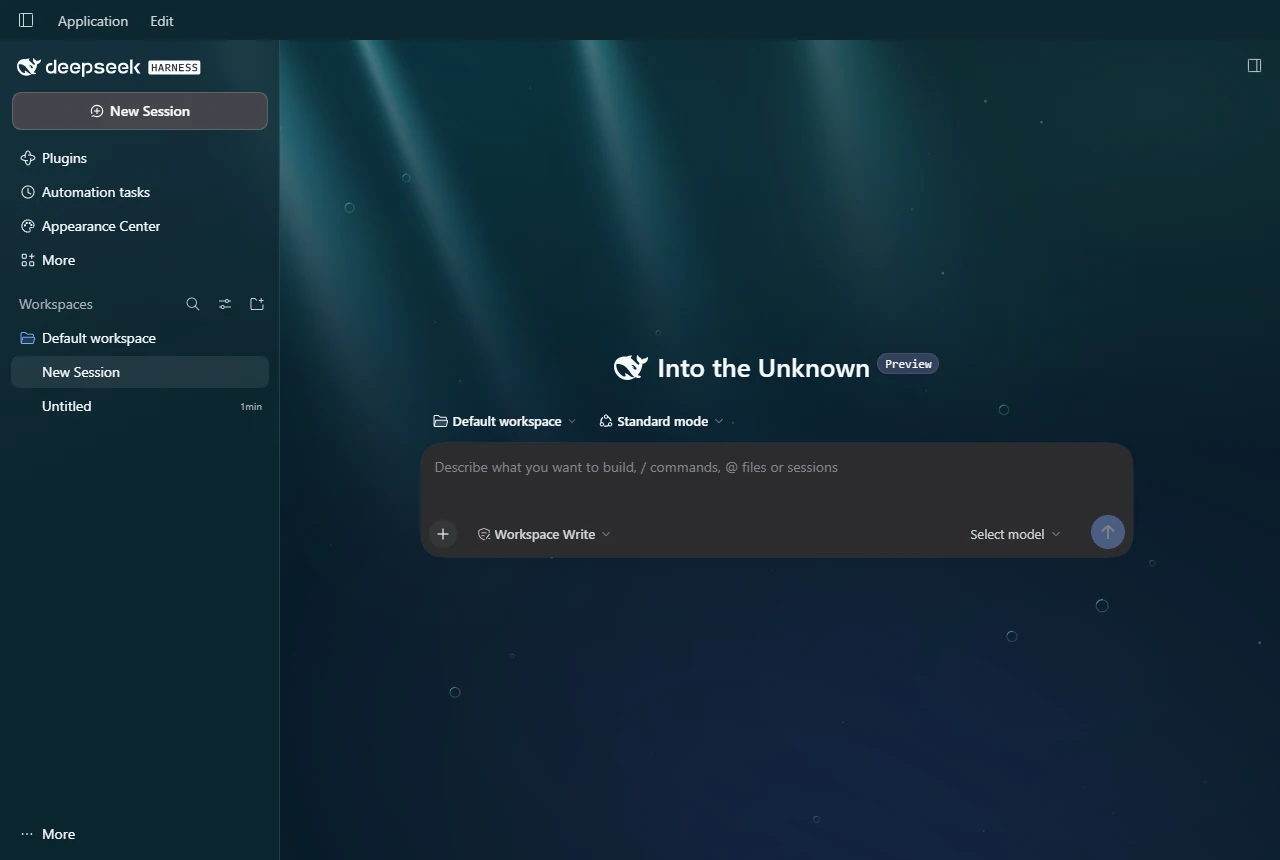 Application Edit
deepseek HARNESS
New Session
Plugins
Automation tasks
Appearance Center
More
Workspaces
Default workspace
New Session
Untitled 1min
More
Into the Unknown Preview
Default workspace Standard mode
Describe what you want to build, / commands, @ files or sessions
Workspace Write Select model